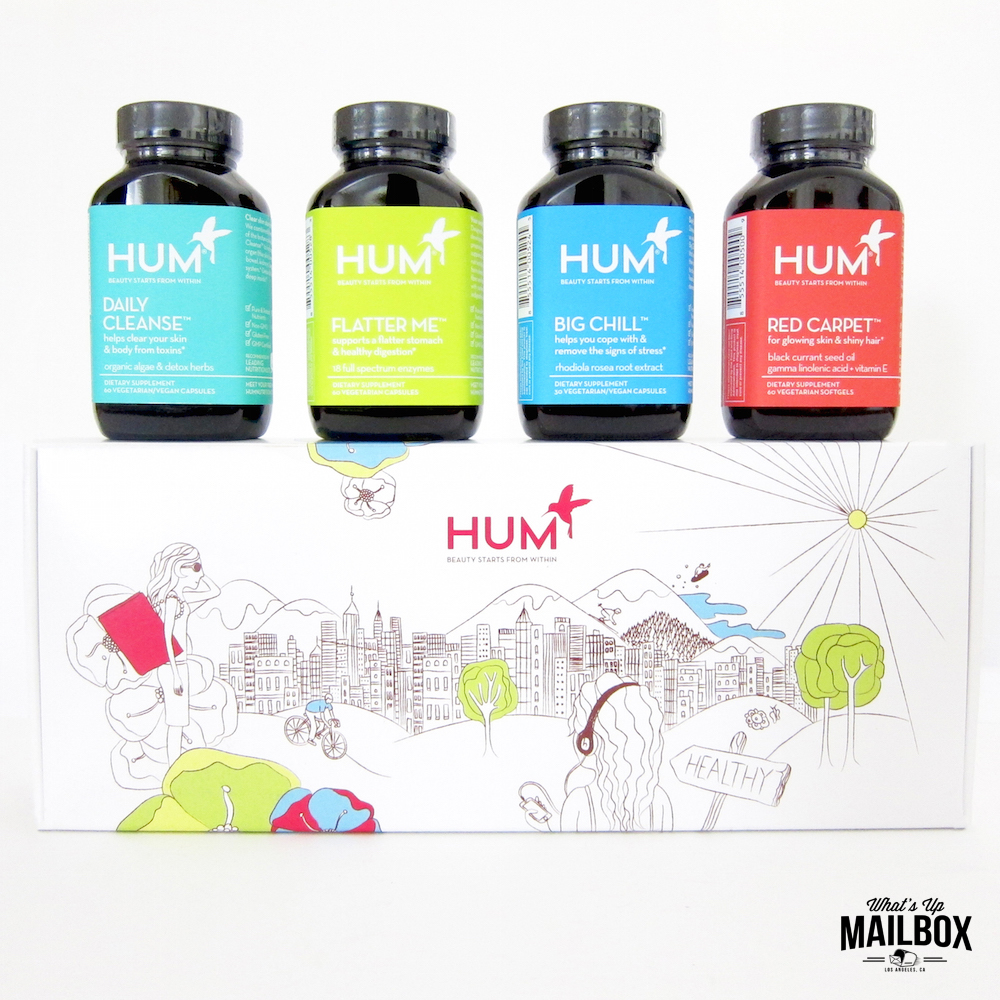 HUM
BEAUTY STARTS FROM WITHIN
DAILY
CLEANSE™
helps clear your skin
& body from toxins*
organic algae & detox herbs
DIETARY SUPPLEMENT
60 VEGETARIAN/VEGAN CAPSULES
HUM
BEAUTY STARTS FROM WITHIN
FLATTER ME™
supports a flatter stomach
& healthy digestion*
18 full spectrum enzymes
DIETARY SUPPLEMENT
60 VEGETARIAN/VEGAN CAPSULES
HUM
BEAUTY STARTS FROM WITHIN
BIG CHILL™
helps you cope with &
remove the signs of stress*
rhodiola rosea root extract
DIETARY SUPPLEMENT
30 VEGETARIAN/VEGAN CAPSULES
HUM®
BEAUTY STARTS FROM WITHIN
RED CARPET™
for glowing skin & shiny hair*
black currant seed oil
gamma linolenic acid + vitamin E
DIETARY SUPPLEMENT
60 VEGETARIAN SOFTGELS
HUM
BEAUTY STARTS FROM WITHIN
HEALTHY
What's Up
MAILBOX
LOS ANGELES, CA